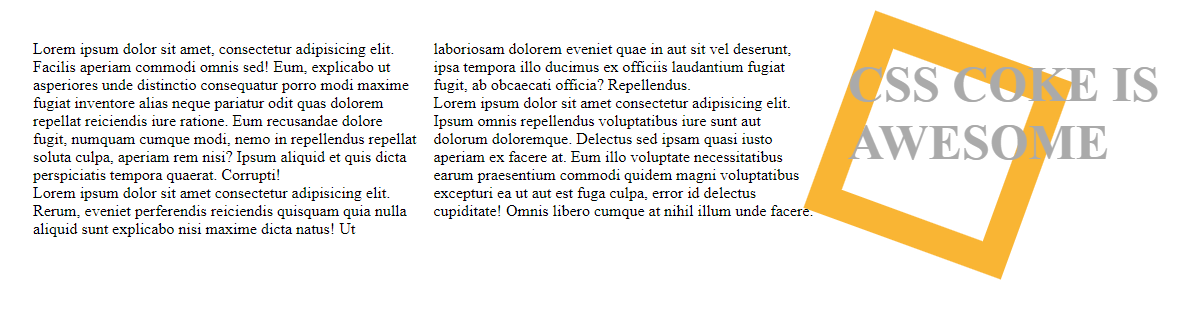 Lorem ipsum dolor sit amet, consectetur adipisicing elit.
Facilis aperiam commodi omnis sed! Eum, explicabo ut
asperiores unde distinctio consequatur porro modi maxime
fugiat inventore alias neque pariatur odit quas dolorem
repellat reiciendis iure ratione. Eum recusandae dolore
fugit, numquam cumque modi, nemo in repellendus repellat
soluta culpa, aperiam rem nisi? Ipsum aliquid et quis dicta
perspiciatis tempora quaerat. Corrupti!
Lorem ipsum dolor sit amet consectetur adipisicing elit.
Rerum, eveniet perferendis reiciendis quisquam quia nulla
aliquid sunt explicabo nisi maxime dicta natus! Ut
laboriosam dolorem eveniet quae in aut sit vel deserunt,
ipsa tempora illo ducimus ex officiis laudantium fugiat
fugit, ab obcaecati officia? Repellendus.
Lorem ipsum dolor sit amet consectetur adipisicing elit.
Ipsum omnis repellendus voluptatibus iure sunt aut
dolorum doloremque. Delectus sed ipsam quasi iusto
aperiam ex facere at. Eum illo voluptate necessitatibus
earum praesentium commodi quidem magni voluptatibus
excepturi ea ut aut est fuga culpa, error id delectus
cupiditate! Omnis libero cumque at nihil illum unde facere.
CSS COKE IS
AWESOME